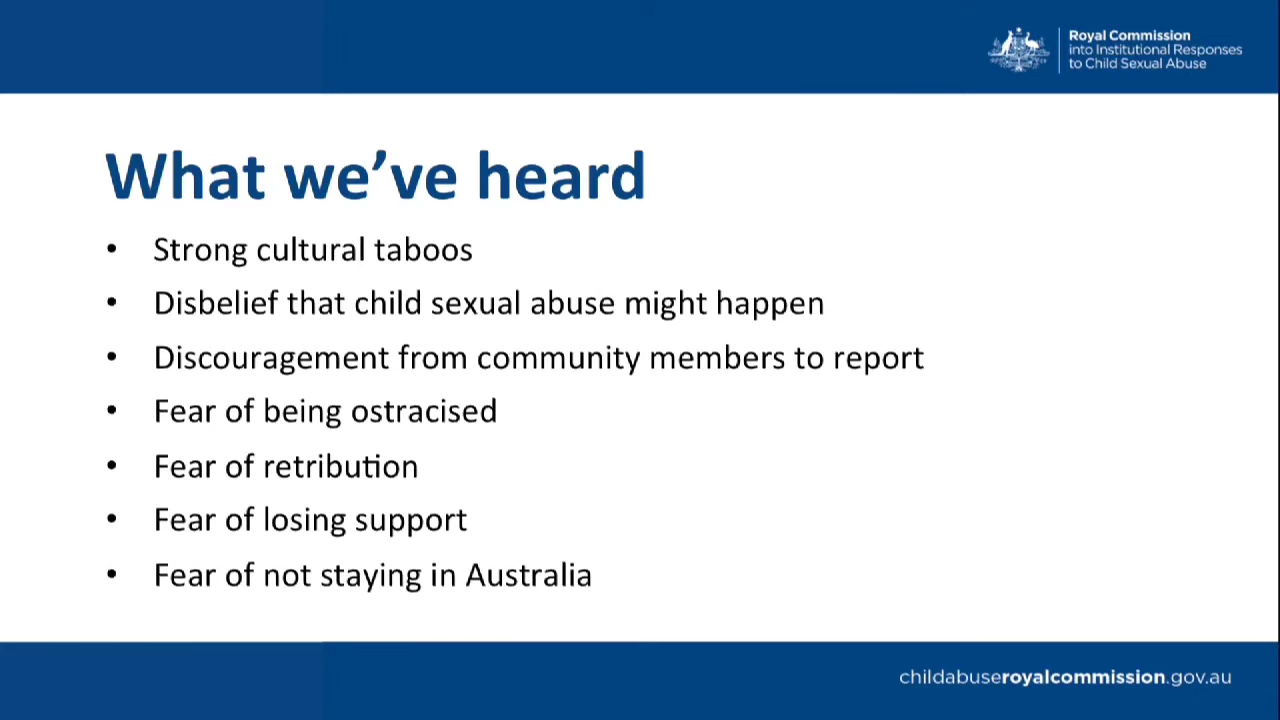 Royal Commission
into Institutional Responses
to Child Sexual Abuse
What we’ve heard
• Strong cultural taboos
• Disbelief that child sexual abuse might happen
• Discouragement from community members to report
• Fear of being ostracised
• Fear of retribution
• Fear of losing support
• Fear of not staying in Australia
childabuseroyalcommission.gov.au